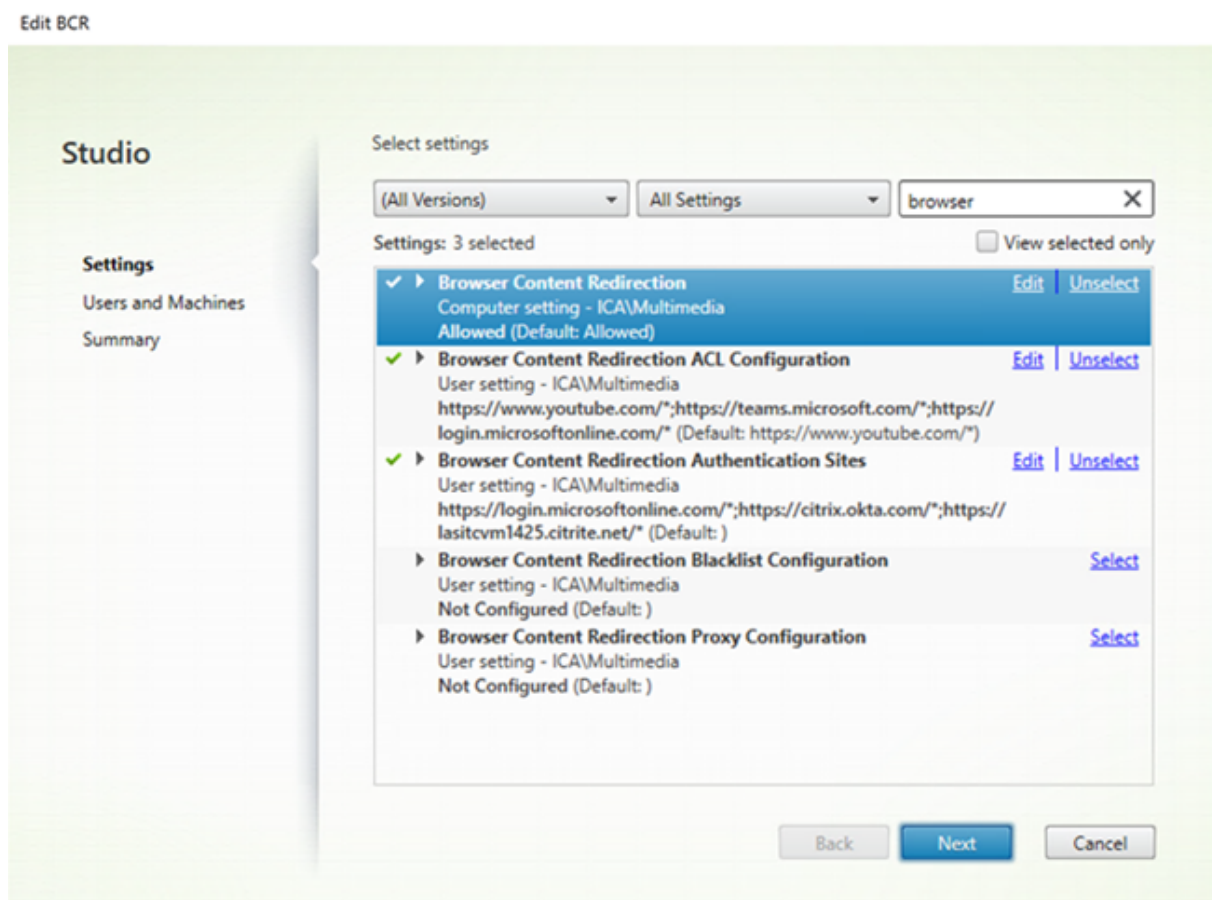 Edit BCR
Studio
Settings
Users and Machines
Summary
Select settings
(All Versions)
All Settings
browser
Settings: 3 selected
View selected only
Browser Content Redirection
Edit
Unselect
Computer setting - ICA\Multimedia
Allowed (Default: Allowed)
Browser Content Redirection ACL Configuration
Edit
Unselect
User setting - ICA\Multimedia
https://www.youtube.com/*;https://teams.microsoft.com/*;https://
login.microsoftonline.com/* (Default: https://www.youtube.com/*)
Browser Content Redirection Authentication Sites
Edit
Unselect
User setting - ICA\Multimedia
https://login.microsoftonline.com/*;https://citrix.okta.com/*;https://
lasitcvm1425.citrite.net/* (Default: )
Browser Content Redirection Blacklist Configuration
Select
User setting - ICA\Multimedia
Not Configured (Default: )
Browser Content Redirection Proxy Configuration
Select
User setting - ICA\Multimedia
Not Configured (Default: )
Back
Next
Cancel